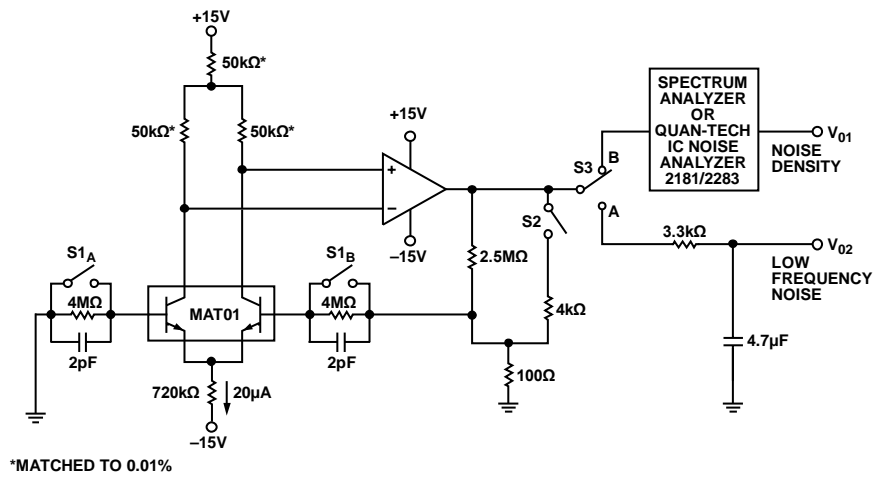 +15V
50kΩ*
50kΩ*
50kΩ*
+15V
+
−
−15V
SPECTRUM
ANALYZER
OR
QUAN-TECH
IC NOISE
ANALYZER
2181/2283
V01
NOISE
DENSITY
S3
B
A
S2
3.3kΩ
V02
LOW
FREQUENCY
NOISE
S1A
4MΩ
2pF
MAT01
S1B
4MΩ
2pF
2.5MΩ
4kΩ
4.7µF
720kΩ
20µA
–15V
100Ω
*MATCHED TO 0.01%